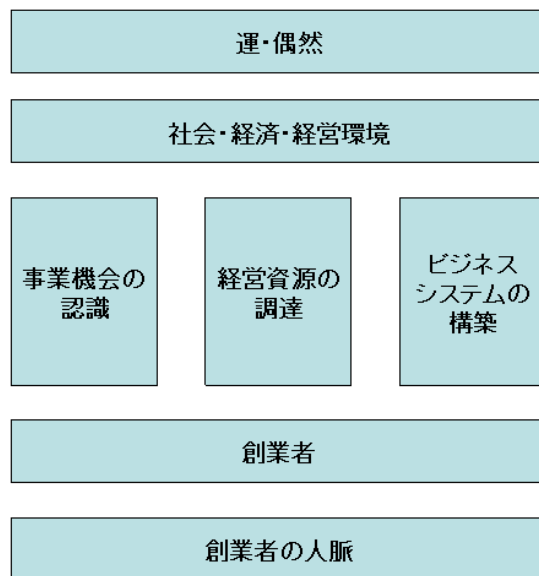 運・偶然
社会・経済・経営環境
事業機会の
認識
経営資源の
調達
ビジネス
システムの
構築
創業者
創業者の人脈